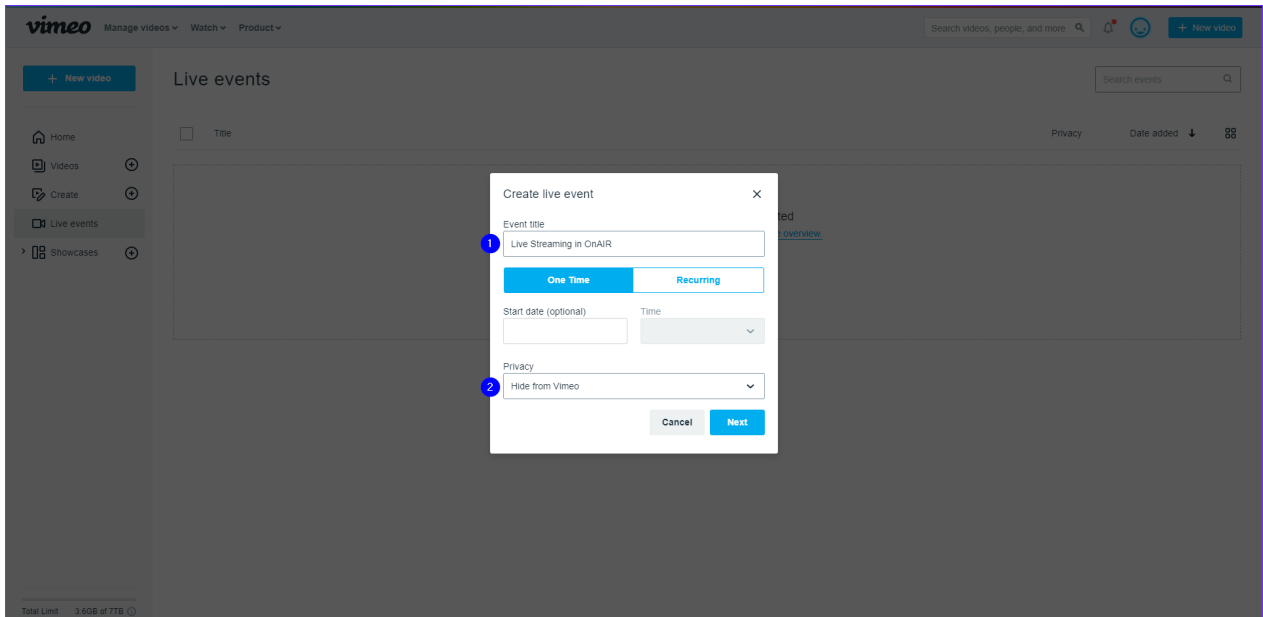 vimeo Manage videos Watch Product Search videos, people, and more + New video
+ New video Live events Search events
Home Title Privacy Date added
Videos
Create
Live events
Showcases
Create live event
Event title
1 Live Streaming in OnAIR
One Time Recurring
Start date (optional) Time
Privacy
2 Hide from Vimeo
Cancel Next
ted
overview.
Total Limit 3.6GB of 7TB